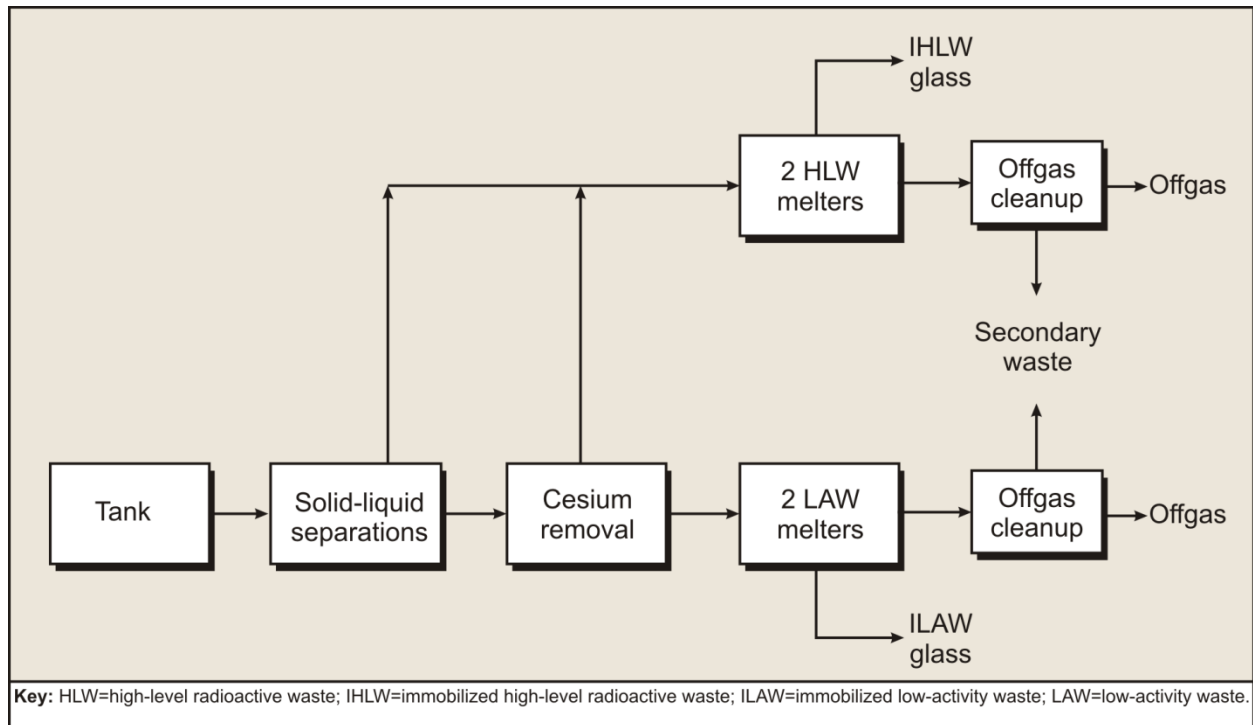 IHLW
glass
2 HLW
melters
Offgas
cleanup
Offgas
Secondary
waste
Tank
Solid-liquid
separations
Cesium
removal
2 LAW
melters
Offgas
cleanup
Offgas
ILAW
glass
Key: HLW=high-level radioactive waste; IHLW=immobilized high-level radioactive waste; ILAW=immobilized low-activity waste; LAW=low-activity waste.